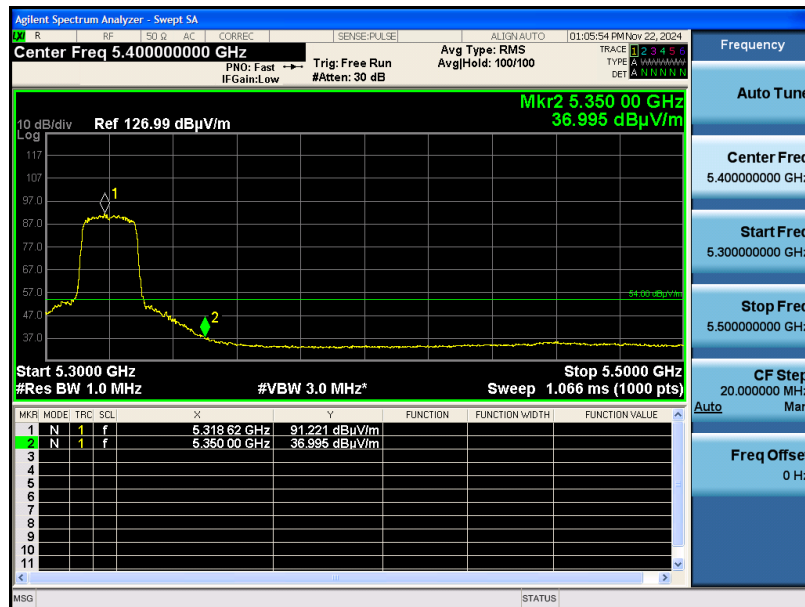 Agilent Spectrum Analyzer - Swept SA
LXI R RF 50 Ω AC CORREC SENSE:PULSE ALIGN AUTO 01:05:54 PM Nov 22, 2024
Center Freq 5.400000000 GHz
PNO: Fast
IFGain:Low
Trig: Free Run
#Atten: 30 dB
Avg Type: RMS
Avg|Hold: 100/100
TRACE 1 2 3 4 5 6
TYPE A WWWWW
DET A N N N N N
Mkr2 5.350 00 GHz
36.995 dBµV/m
10 dB/div Ref 126.99 dBµV/m
Log
117
107
97.0
87.0
77.0
67.0
57.0
47.0
37.0
1
2
54.00 dBµV/m
Start 5.3000 GHz Stop 5.5000 GHz
#Res BW 1.0 MHz #VBW 3.0 MHz* Sweep 1.066 ms (1000 pts)
MKR MODE TRC SCL X Y FUNCTION FUNCTION WIDTH FUNCTION VALUE
1 N 1 f 5.318 62 GHz 91.221 dBµV/m
2 N 1 f 5.350 00 GHz 36.995 dBµV/m
3
4
5
6
7
8
9
10
11
MSG STATUS
Frequency
Auto Tune
Center Freq
5.400000000 GHz
Start Freq
5.300000000 GHz
Stop Freq
5.500000000 GHz
CF Step
20.000000 MHz
Auto Man
Freq Offset
0 Hz